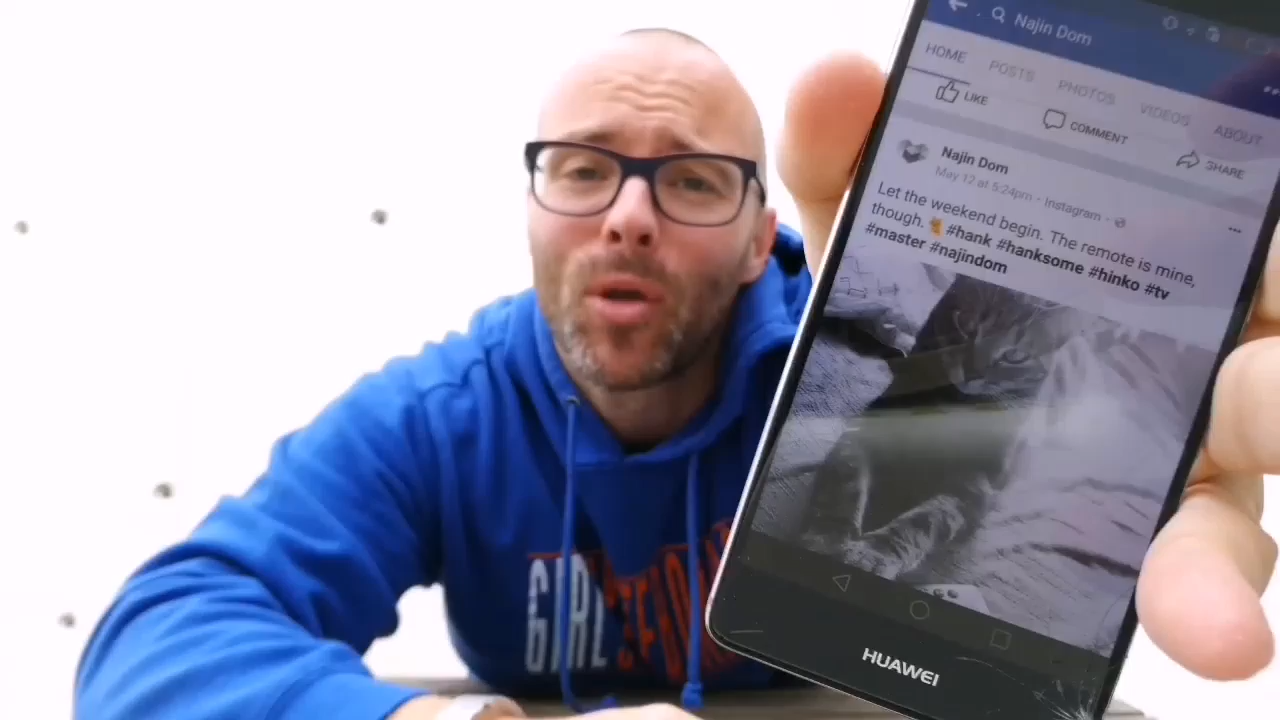 Najin Dom
HOME POSTS PHOTOS VIDEOS ABOUT
LIKE COMMENT SHARE
Najin Dom
May 12 at 5:24pm · Instagram ·
Let the weekend begin. The remote is mine,
though. #hank #hanksome #hinko #tv
#master #najindom
HUAWEI
GIRL